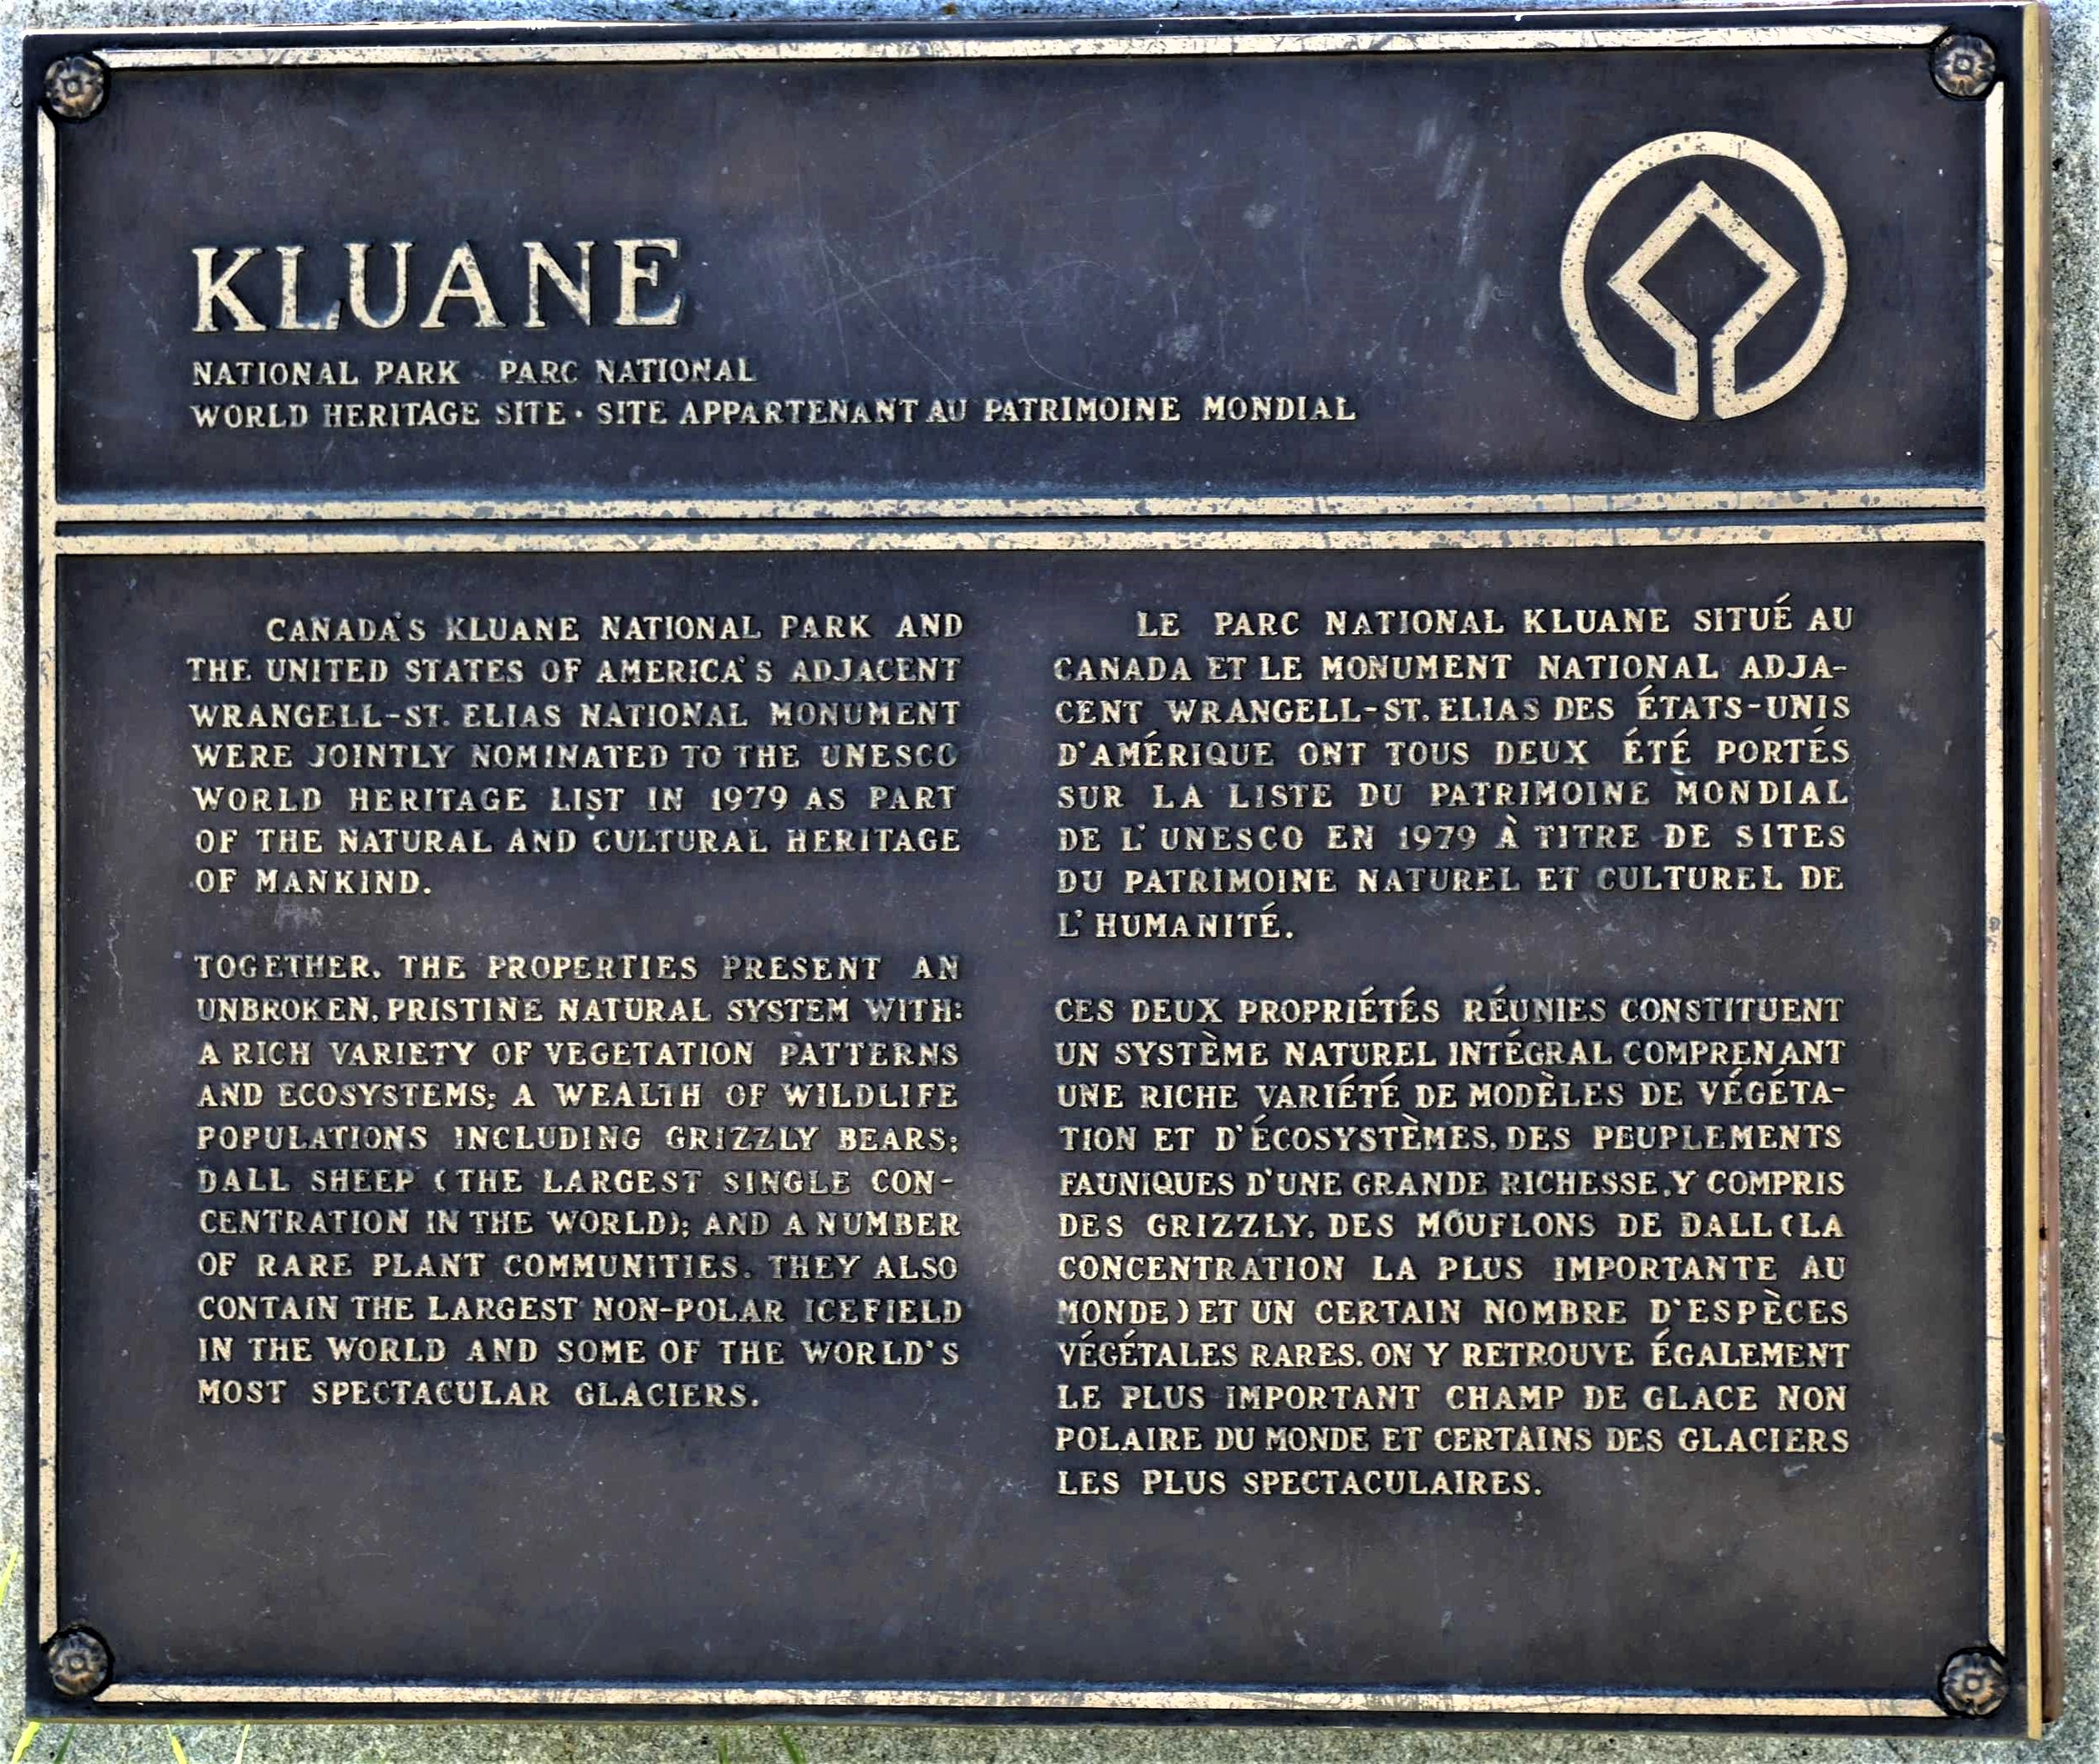 KLUANE
NATIONAL PARK · PARC NATIONAL
WORLD HERITAGE SITE · SITE APPARTENANT AU PATRIMOINE MONDIAL
CANADA'S KLUANE NATIONAL PARK AND
THE UNITED STATES OF AMERICA'S ADJACENT
WRANGELL-ST. ELIAS NATIONAL MONUMENT
WERE JOINTLY NOMINATED TO THE UNESCO
WORLD HERITAGE LIST IN 1979 AS PART
OF THE NATURAL AND CULTURAL HERITAGE
OF MANKIND.
TOGETHER, THE PROPERTIES PRESENT AN
UNBROKEN, PRISTINE NATURAL SYSTEM WITH:
A RICH VARIETY OF VEGETATION PATTERNS
AND ECOSYSTEMS; A WEALTH OF WILDLIFE
POPULATIONS INCLUDING GRIZZLY BEARS;
DALL SHEEP (THE LARGEST SINGLE CON-
CENTRATION IN THE WORLD); AND A NUMBER
OF RARE PLANT COMMUNITIES. THEY ALSO
CONTAIN THE LARGEST NON-POLAR ICEFIELD
IN THE WORLD AND SOME OF THE WORLD'S
MOST SPECTACULAR GLACIERS.
LE PARC NATIONAL KLUANE SITUÉ AU
CANADA ET LE MONUMENT NATIONAL ADJA-
CENT WRANGELL-ST. ELIAS DES ÉTATS-UNIS
D'AMÉRIQUE ONT TOUS DEUX ÉTÉ PORTÉS
SUR LA LISTE DU PATRIMOINE MONDIAL
DE L'UNESCO EN 1979 À TITRE DE SITES
DU PATRIMOINE NATUREL ET CULTUREL DE
L'HUMANITÉ.
CES DEUX PROPRIÉTÉS RÉUNIES CONSTITUENT
UN SYSTÈME NATUREL INTÉGRAL COMPRENANT
UNE RICHE VARIÉTÉ DE MODÈLES DE VÉGÉTA-
TION ET D'ÉCOSYSTÈMES, DES PEUPLEMENTS
FAUNIQUES D'UNE GRANDE RICHESSE, Y COMPRIS
DES GRIZZLY, DES MOUFLONS DE DALL (LA
CONCENTRATION LA PLUS IMPORTANTE AU
MONDE) ET UN CERTAIN NOMBRE D'ESPÈCES
VÉGÉTALES RARES. ON Y RETROUVE ÉGALEMENT
LE PLUS IMPORTANT CHAMP DE GLACE NON
POLAIRE DU MONDE ET CERTAINS DES GLACIERS
LES PLUS SPECTACULAIRES.